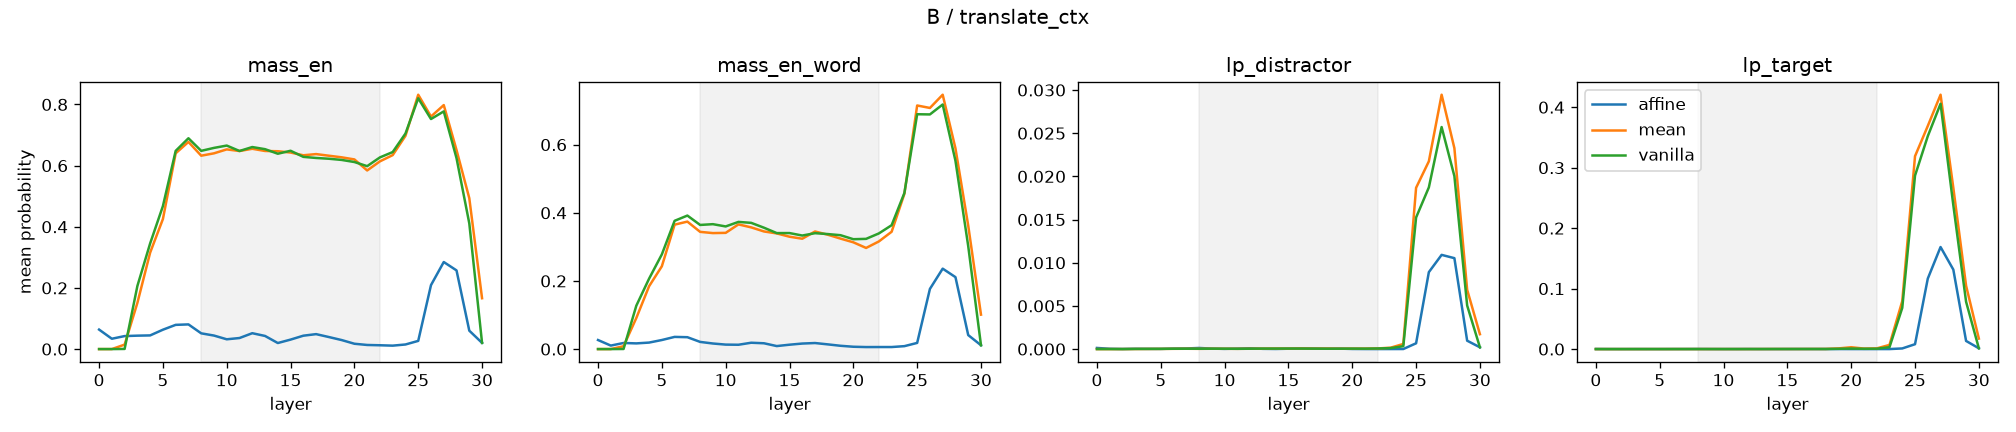 B / translate_ctx
mass_en
mass_en_word
lp_distractor
lp_target
mean probability
0.8
0.6
0.4
0.2
0.0
0 5 10 15 20 25 30
layer
0.6
0.4
0.2
0.0
0 5 10 15 20 25 30
layer
0.030
0.025
0.020
0.015
0.010
0.005
0.000
0 5 10 15 20 25 30
layer
0.4
0.3
0.2
0.1
0.0
0 5 10 15 20 25 30
layer
affine
mean
vanilla